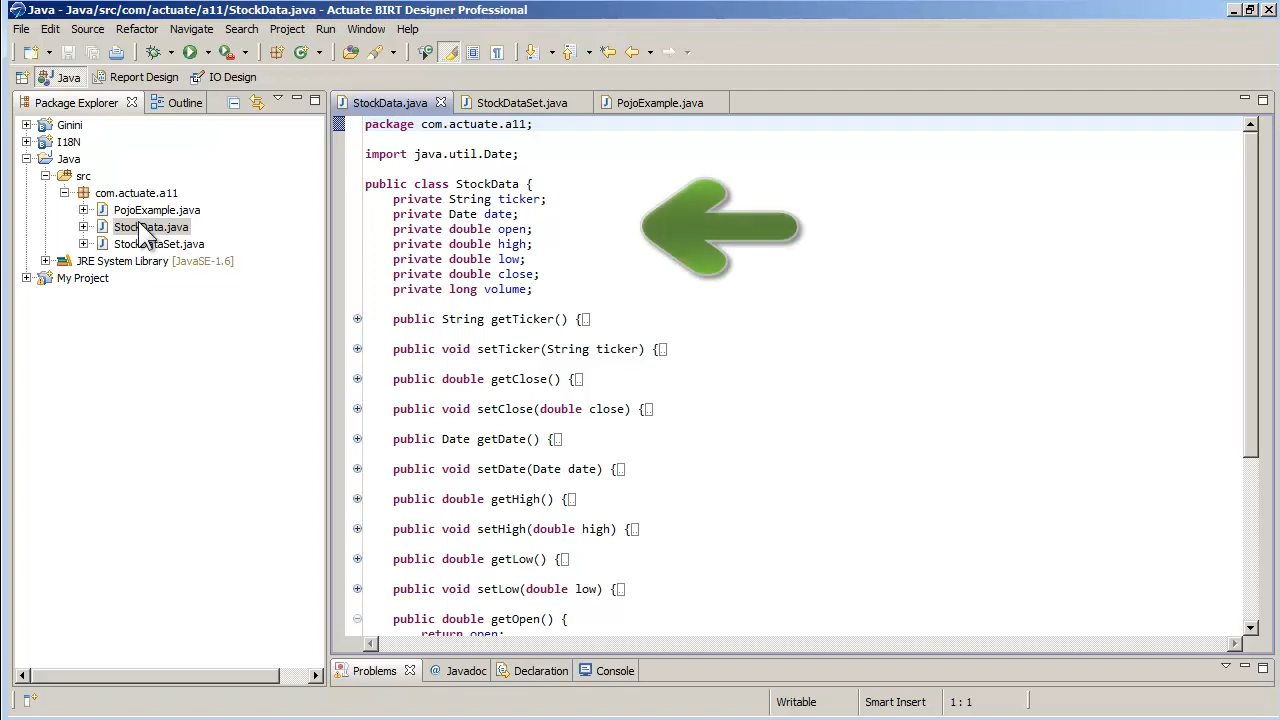 Java - Java/src/com/actuate/a11/StockData.java - Actuate BIRT Designer Professional
File Edit Source Refactor Navigate Search Project Run Window Help
Java Report Design IO Design
Package Explorer Outline
StockData.java StockDataSet.java PojoExample.java
Ginini
I18N
Java
src
com.actuate.a11
PojoExample.java
StockData.java
StockDataSet.java
JRE System Library [JavaSE-1.6]
My Project
package com.actuate.a11;
import java.util.Date;
public class StockData {
private String ticker;
private Date date;
private double open;
private double high;
private double low;
private double close;
private long volume;
public String getTicker() {
public void setTicker(String ticker) {
public double getClose() {
public void setClose(double close) {
public Date getDate() {
public void setDate(Date date) {
public double getHigh() {
public void setHigh(double high) {
public double getLow() {
public void setLow(double low) {
public double getOpen() {
return open;
Problems Javadoc Declaration Console
Writable Smart Insert 1 : 1